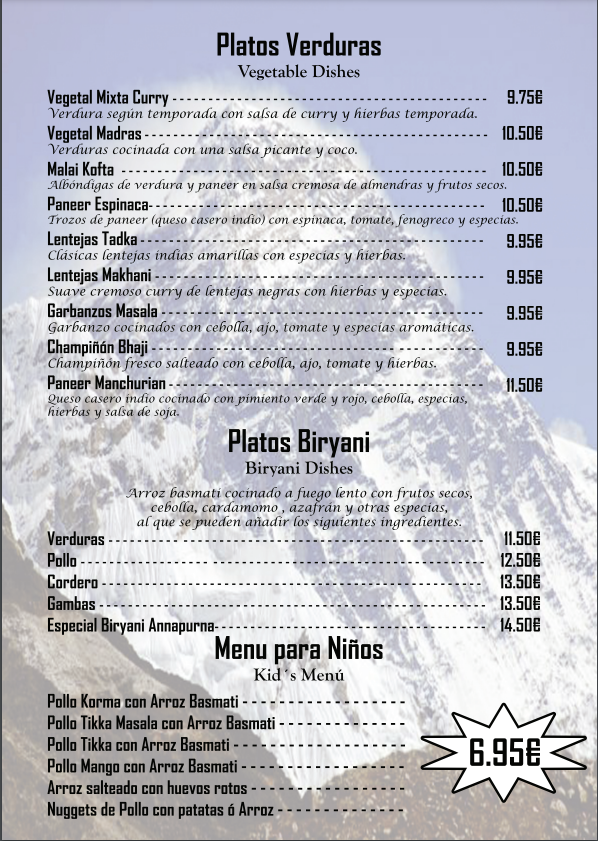 Platos Verduras
Vegetable Dishes
Vegetal Mixta Curry 9.75€
Verdura según temporada con salsa de curry y hierbas temporada.
Vegetal Madras 10.50€
Verduras cocinada con una salsa picante y coco.
Malai Kofta 10.50€
Albóndigas de verdura y paneer en salsa cremosa de almendras y frutos secos.
Paneer Espinaca 10.50€
Trozos de paneer (queso casero indio) con espinaca, tomate, fenogreco y especias.
Lentejas Tadka 9.95€
Clásicas lentejas indias amarillas con especias y hierbas.
Lentejas Makhani 9.95€
Suave cremoso curry de lentejas negras con hierbas y especias.
Garbanzos Masala 9.95€
Garbanzo cocinados con cebolla, ajo, tomate y especias aromáticas.
Champiñón Bhaji 9.95€
Champiñón fresco salteado con cebolla, ajo, tomate y hierbas.
Paneer Manchurian 11.50€
Queso casero indio cocinado con pimiento verde y rojo, cebolla, especias,
hierbas y salsa de soja.
Platos Biryani
Biryani Dishes
Arroz basmati cocinado a fuego lento con frutos secos,
cebolla, cardamomo , azafrán y otras especias,
al que se pueden añadir los siguientes ingredientes.
Verduras 11.50€
Pollo 12.50€
Cordero 13.50€
Gambas 13.50€
Especial Biryani Annapurna 14.50€
Menu para Niños
Kid´s Menú
Pollo Korma con Arroz Basmati
Pollo Tikka Masala con Arroz Basmati
Pollo Tikka con Arroz Basmati
Pollo Mango con Arroz Basmati
Arroz salteado con huevos rotos
Nuggets de Pollo con patatas ó Arroz
6.95€